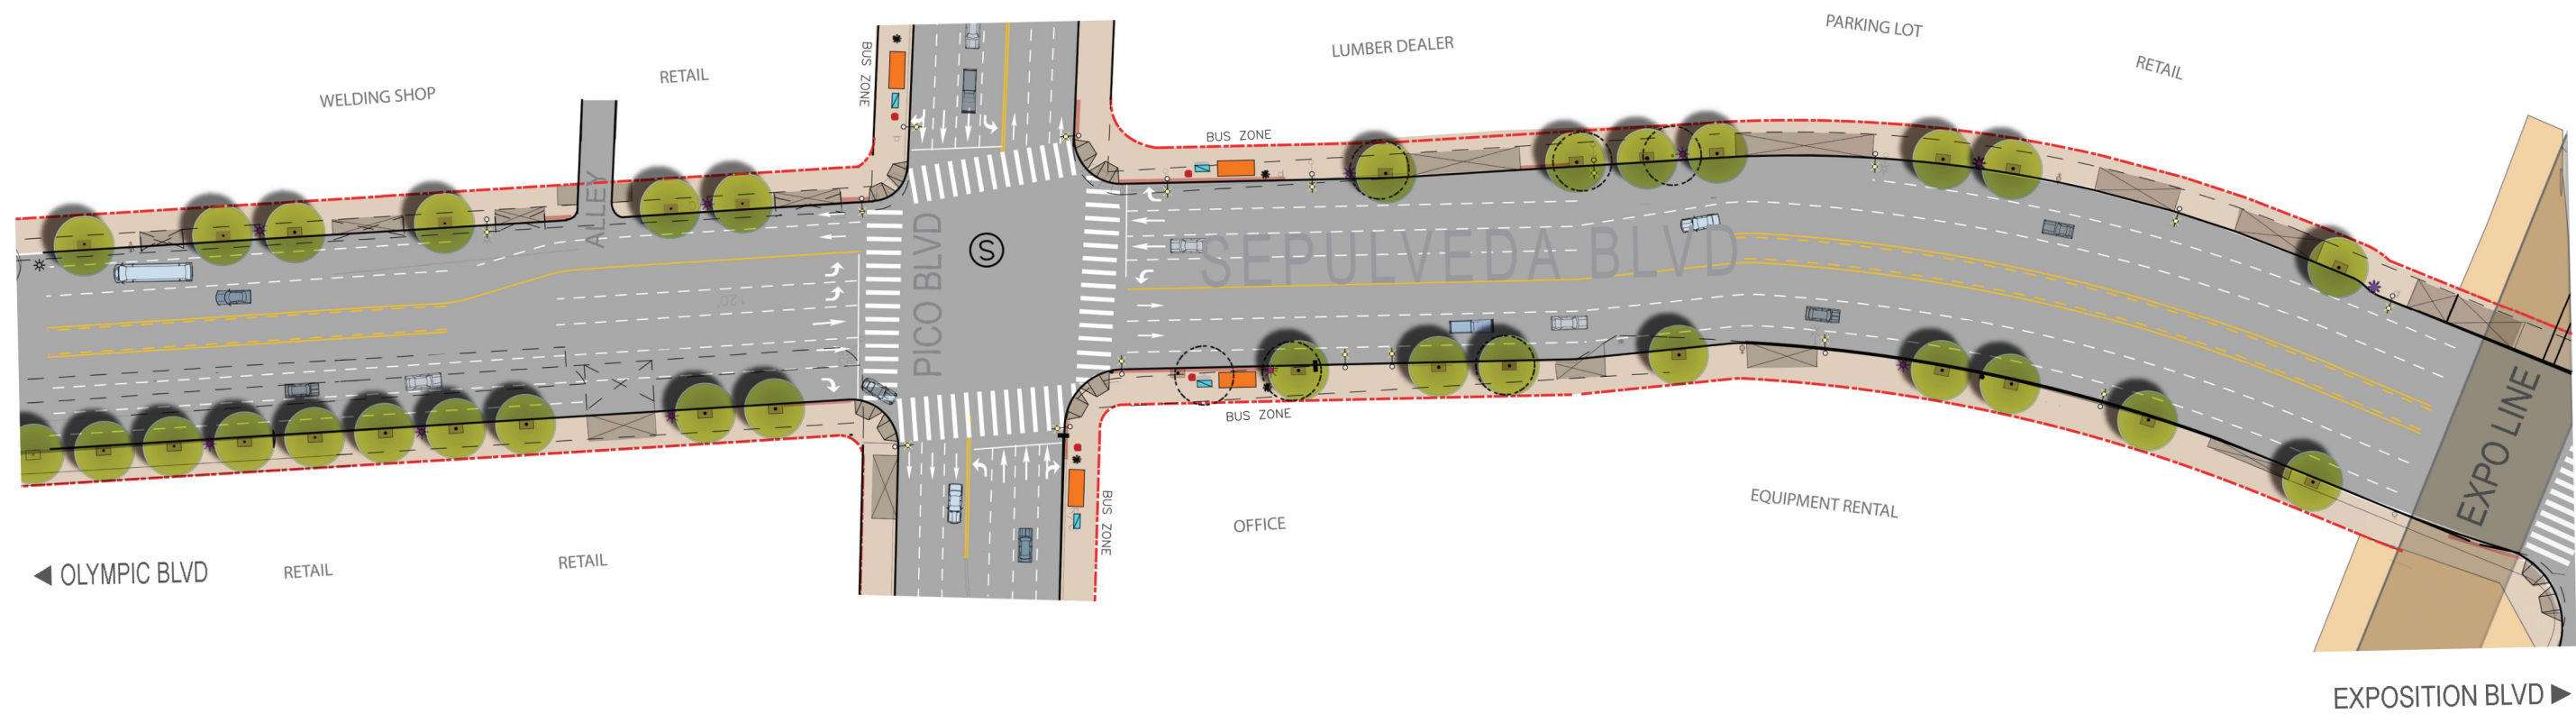 PARKING LOT
LUMBER DEALER
RETAIL
RETAIL
WELDING SHOP
BUS ZONE
BUS ZONE
ALLEY
PICO BLVD
S
SEPULVEDA BLVD
120'
EXPO LINE
BUS ZONE
BUS ZONE
EQUIPMENT RENTAL
OFFICE
OLYMPIC BLVD
RETAIL
RETAIL
EXPOSITION BLVD